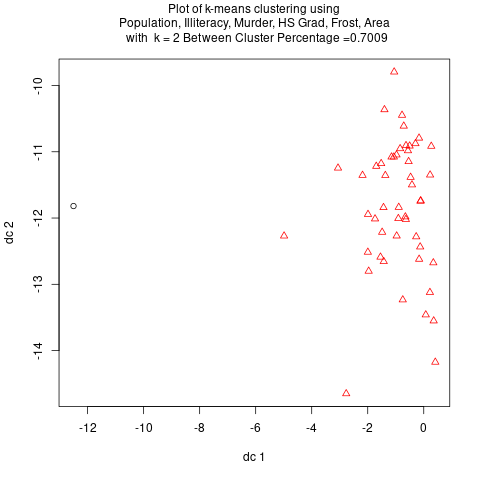 Plot of k-means clustering using
Population, Illiteracy, Murder, HS Grad, Frost, Area
with k = 2 Between Cluster Percentage =0.7009
-10
-11
-12
-13
-14
dc 2
-12 -10 -8 -6 -4 -2 0
dc 1